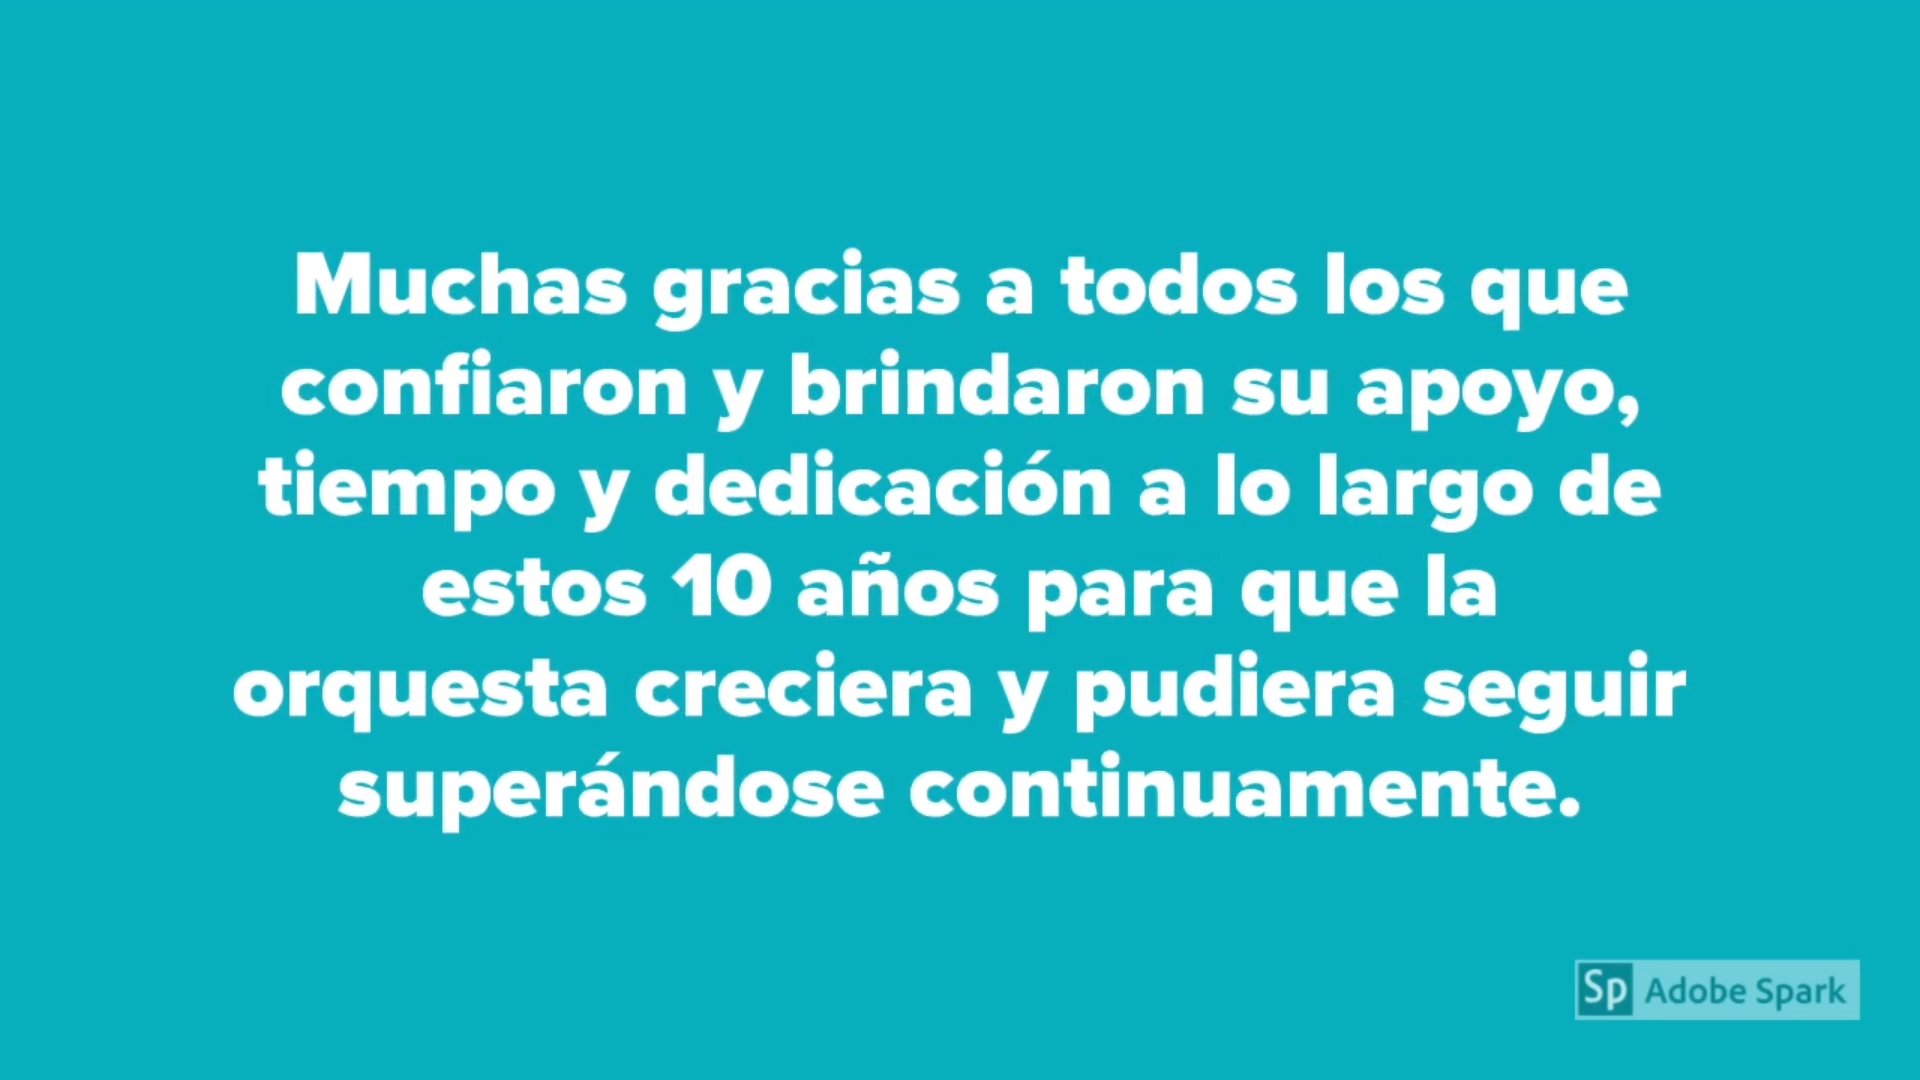 Muchas gracias a todos los que
confiaron y brindaron su apoyo,
tiempo y dedicación a lo largo de
estos 10 años para que la
orquesta creciera y pudiera seguir
superándose continuamente.
Sp Adobe Spark